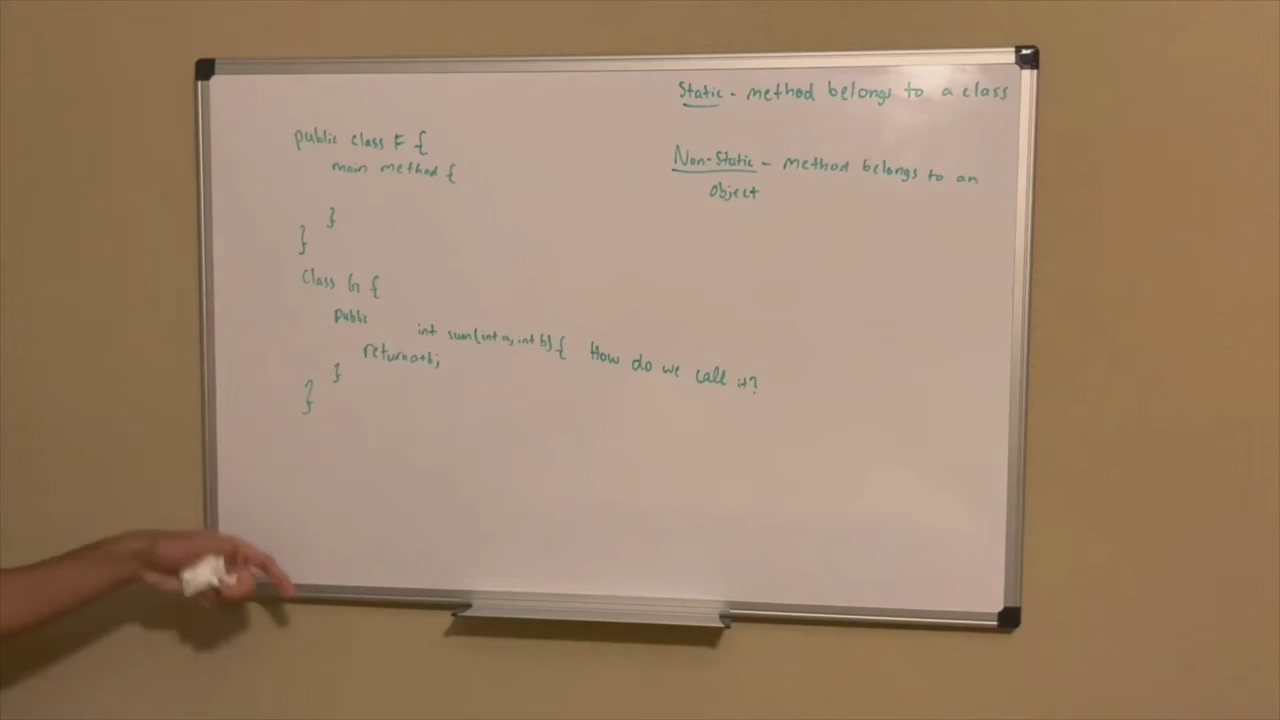 public class F {
main method {
}
}
Class G {
public int sum(int a, int b) { How do we call it?
return a+b;
}
}
Static - method belongs to a class
Non-Static - method belongs to an
object